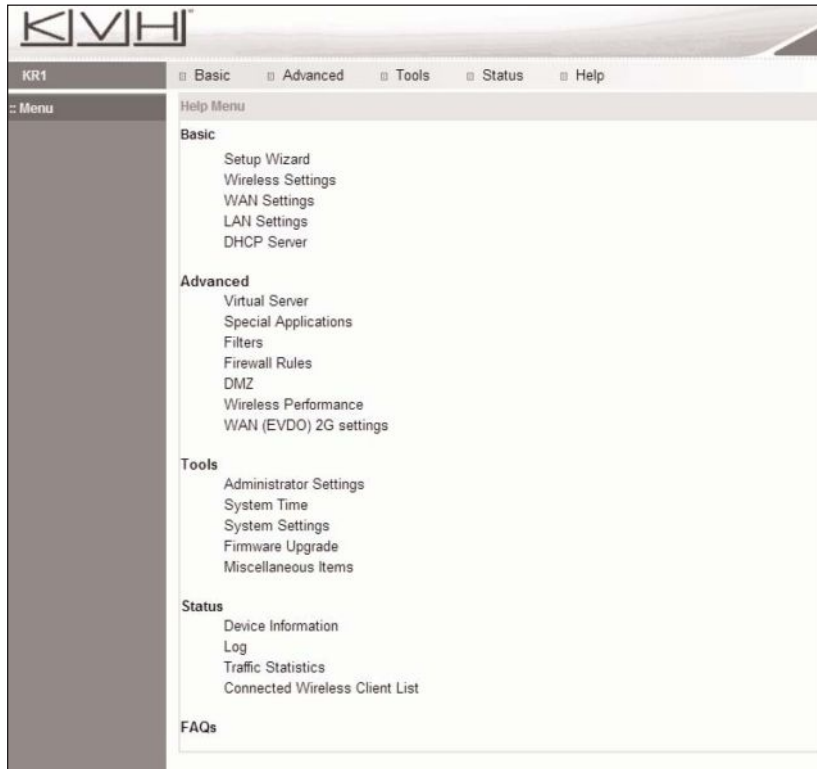 KVH
KR1
Basic
Advanced
Tools
Status
Help
:: Menu
Help Menu
Basic
Setup Wizard
Wireless Settings
WAN Settings
LAN Settings
DHCP Server
Advanced
Virtual Server
Special Applications
Filters
Firewall Rules
DMZ
Wireless Performance
WAN (EVDO) 2G settings
Tools
Administrator Settings
System Time
System Settings
Firmware Upgrade
Miscellaneous Items
Status
Device Information
Log
Traffic Statistics
Connected Wireless Client List
FAQs